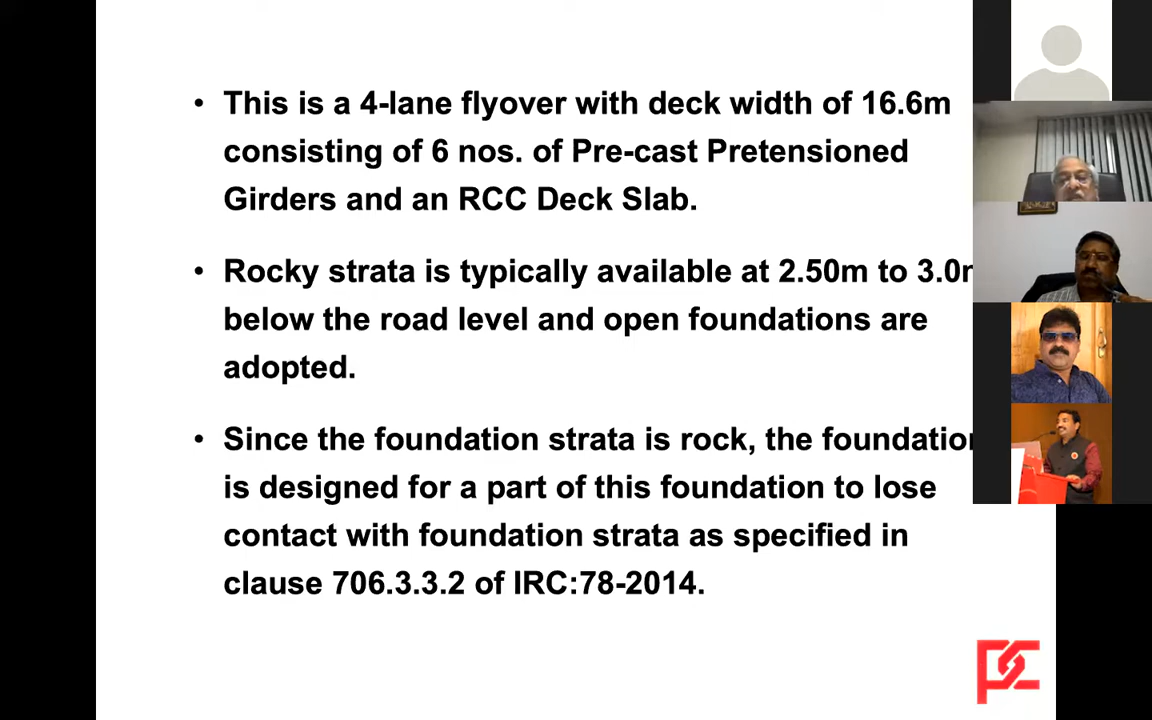 • This is a 4-lane flyover with deck width of 16.6m
consisting of 6 nos. of Pre-cast Pretensioned
Girders and an RCC Deck Slab.
• Rocky strata is typically available at 2.50m to 3.0
below the road level and open foundations are
adopted.
• Since the foundation strata is rock, the foundation
is designed for a part of this foundation to lose
contact with foundation strata as specified in
clause 706.3.3.2 of IRC:78-2014.